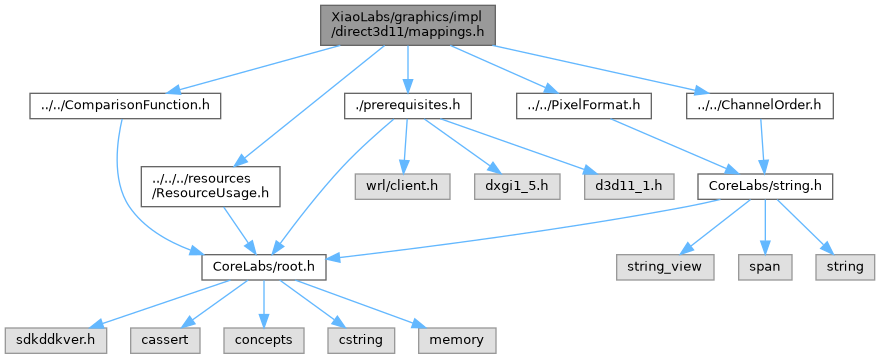 XiaoLabs/graphics/impl
/direct3d11/mappings.h
../../ComparisonFunction.h
./prerequisites.h
../../PixelFormat.h
../../ChannelOrder.h
../../../resources
/ResourceUsage.h
wrl/client.h
dxgi1_5.h
d3d11_1.h
CoreLabs/string.h
CoreLabs/root.h
string_view
span
string
sdkddkver.h
cassert
concepts
cstring
memory